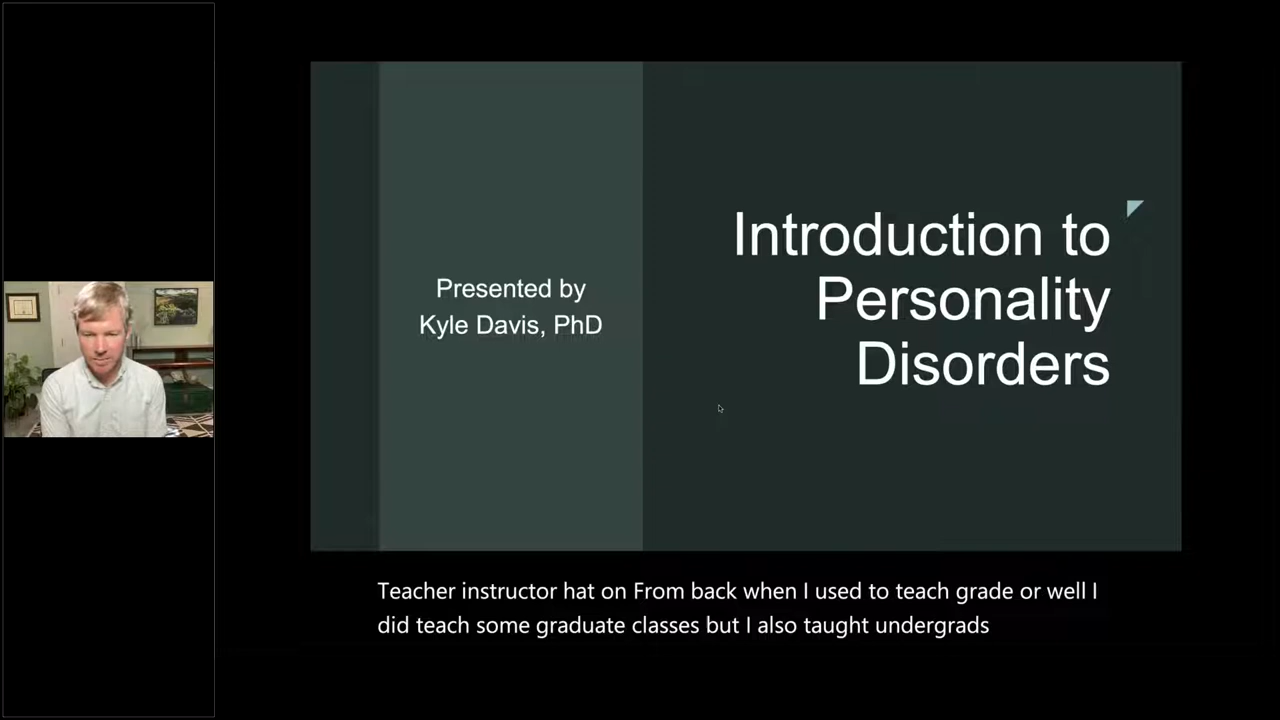 Presented by
Kyle Davis, PhD
Introduction to
Personality
Disorders
Teacher instructor hat on From back when I used to teach grade or well I
did teach some graduate classes but I also taught undergrads